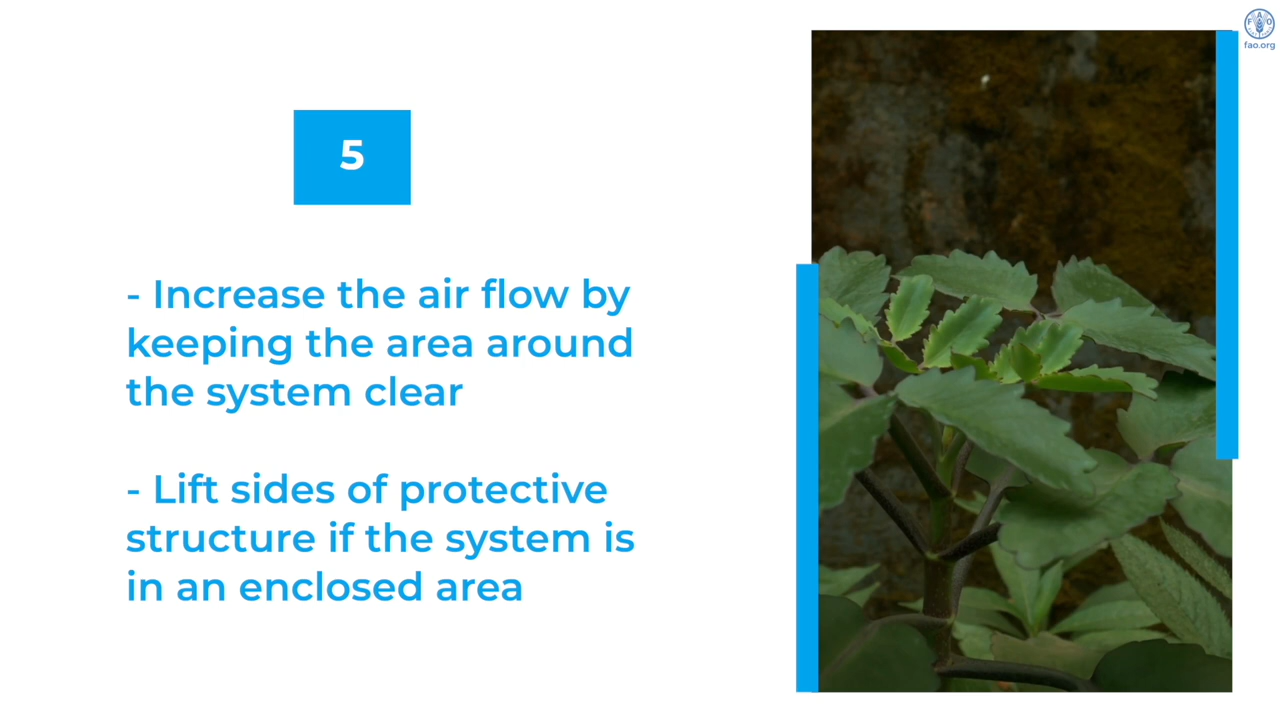 F A O
fao.org
5
- Increase the air flow by
keeping the area around
the system clear
- Lift sides of protective
structure if the system is
in an enclosed area